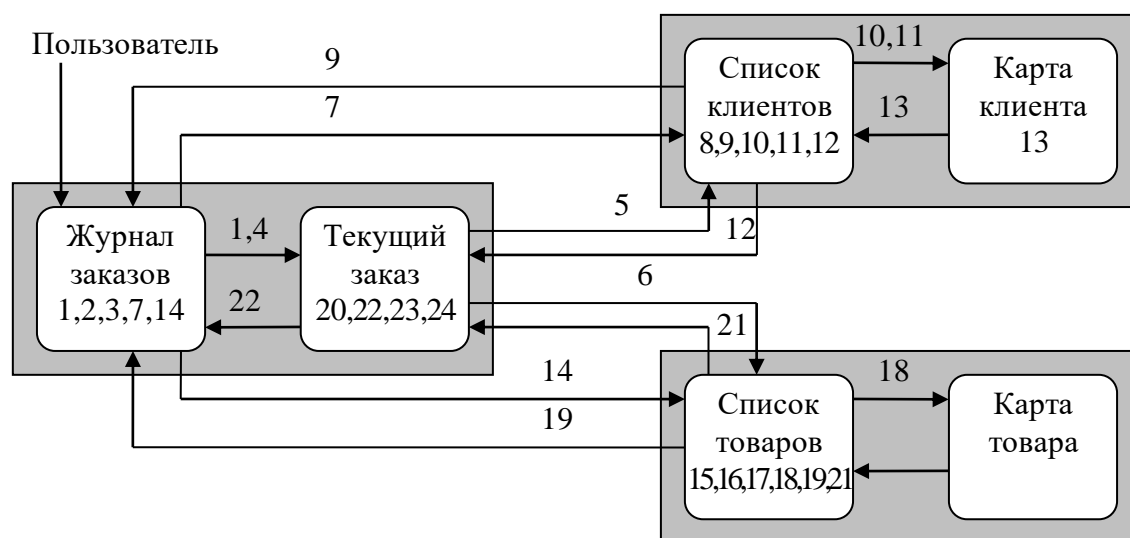 Пользователь
9
7
Список
клиентов
8,9,10,11,12
10,11
13
Карта
клиента
13
Журнал
заказов
1,2,3,7,14
1,4
22
Текущий
заказ
20,22,23,24
5
12
6
21
14
19
Список
товаров
15,16,17,18,19,21
18
Карта
товара